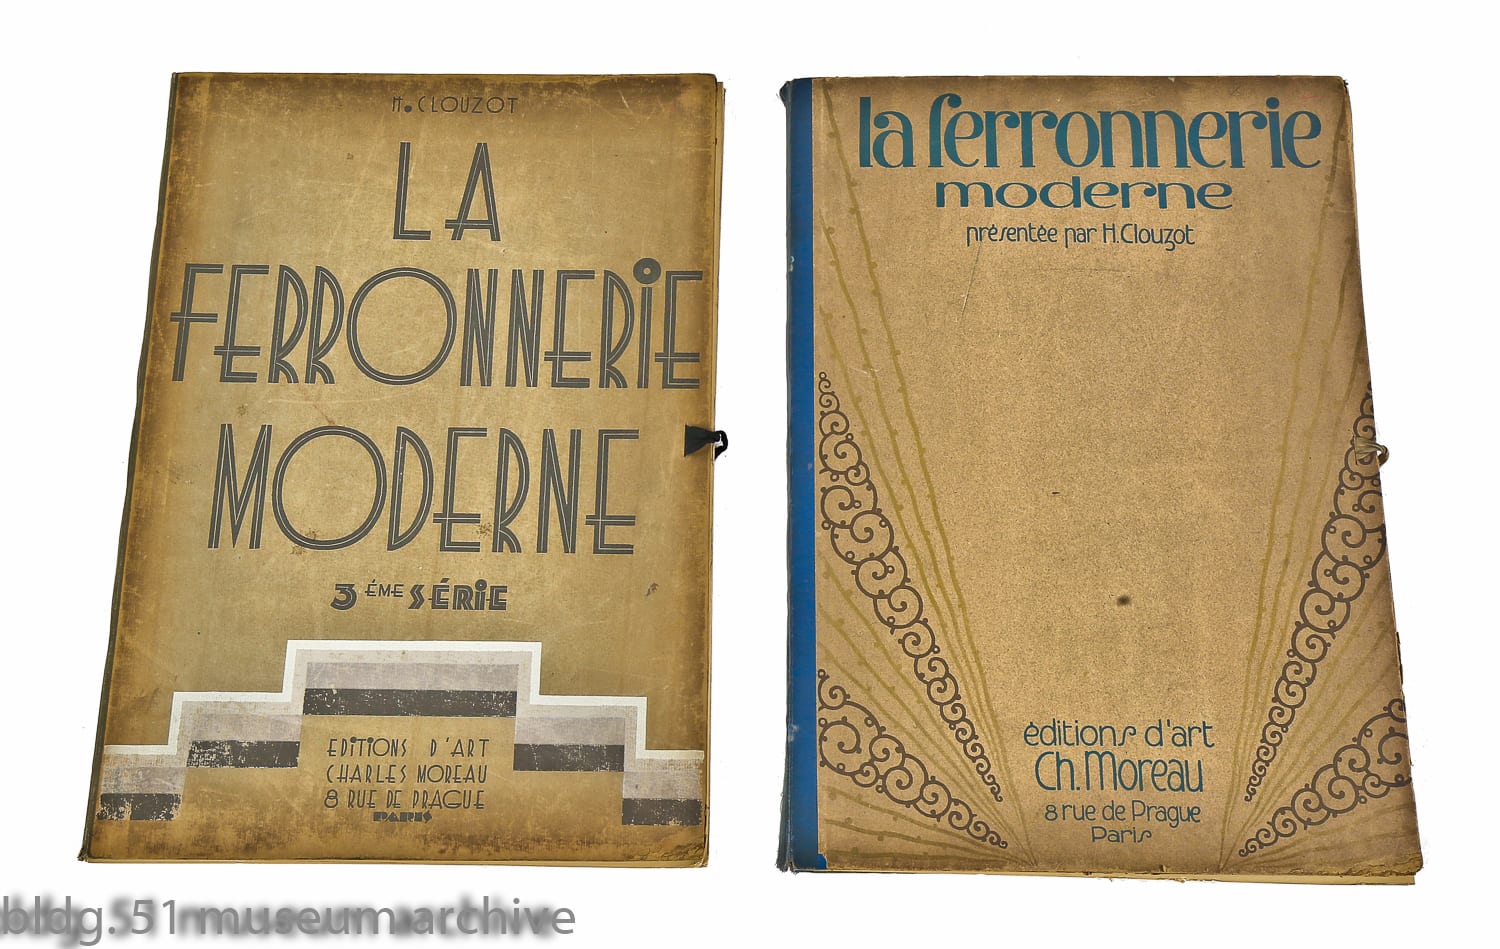 H. CLOUZOT
LA
FERRONNERIE
MODERNE
3 ÉME SÉRIE
EDITIONS D'ART
CHARLES MOREAU
8 RUE DE PRAGUE
PARIS
la ferronnerie
moderne
présentée par H. Clouzot
éditions d'art
Ch. Moreau
8 rue de Prague
Paris
bldg. 51 museum archive